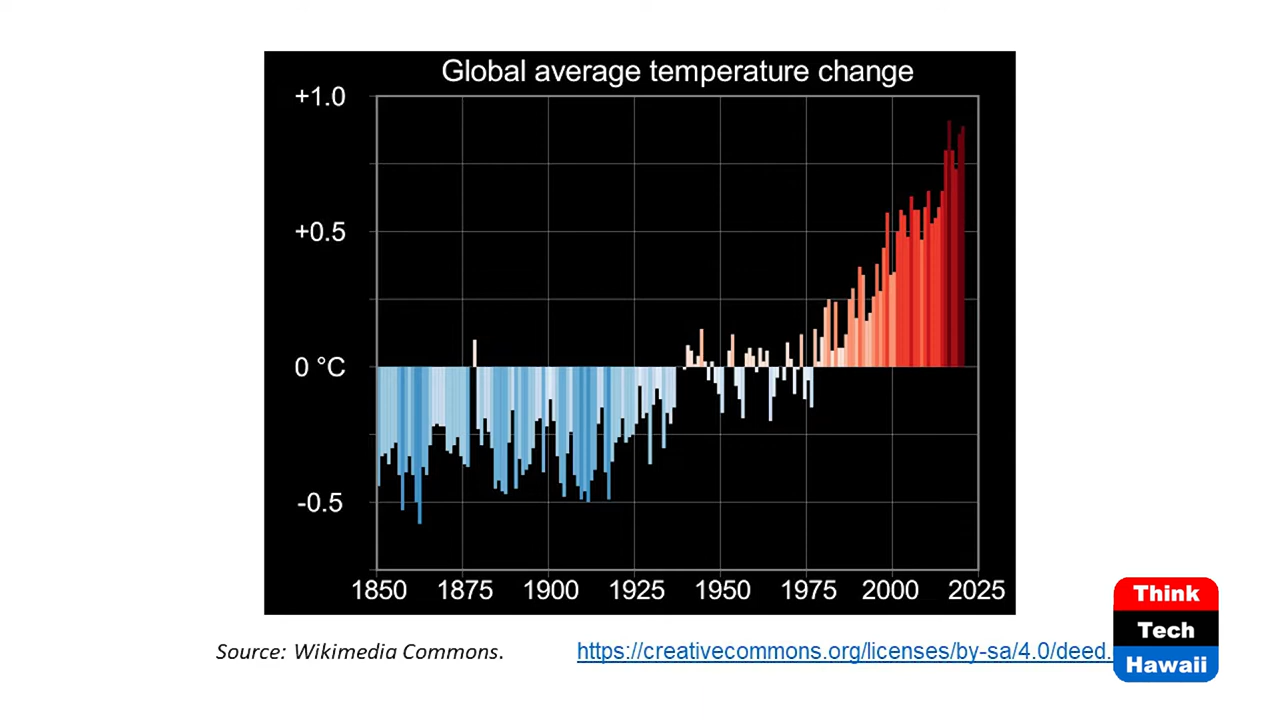 Global average temperature change
+1.0
+0.5
0 °C
-0.5
1850 1875 1900 1925 1950 1975 2000 2025
Source: Wikimedia Commons.
https://creativecommons.org/licenses/by-sa/4.0/deed.
Think
Tech
Hawaii